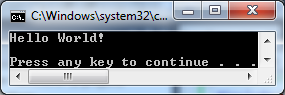 C:\Windows\system32\c...
Hello World!
Press any key to continue . . .